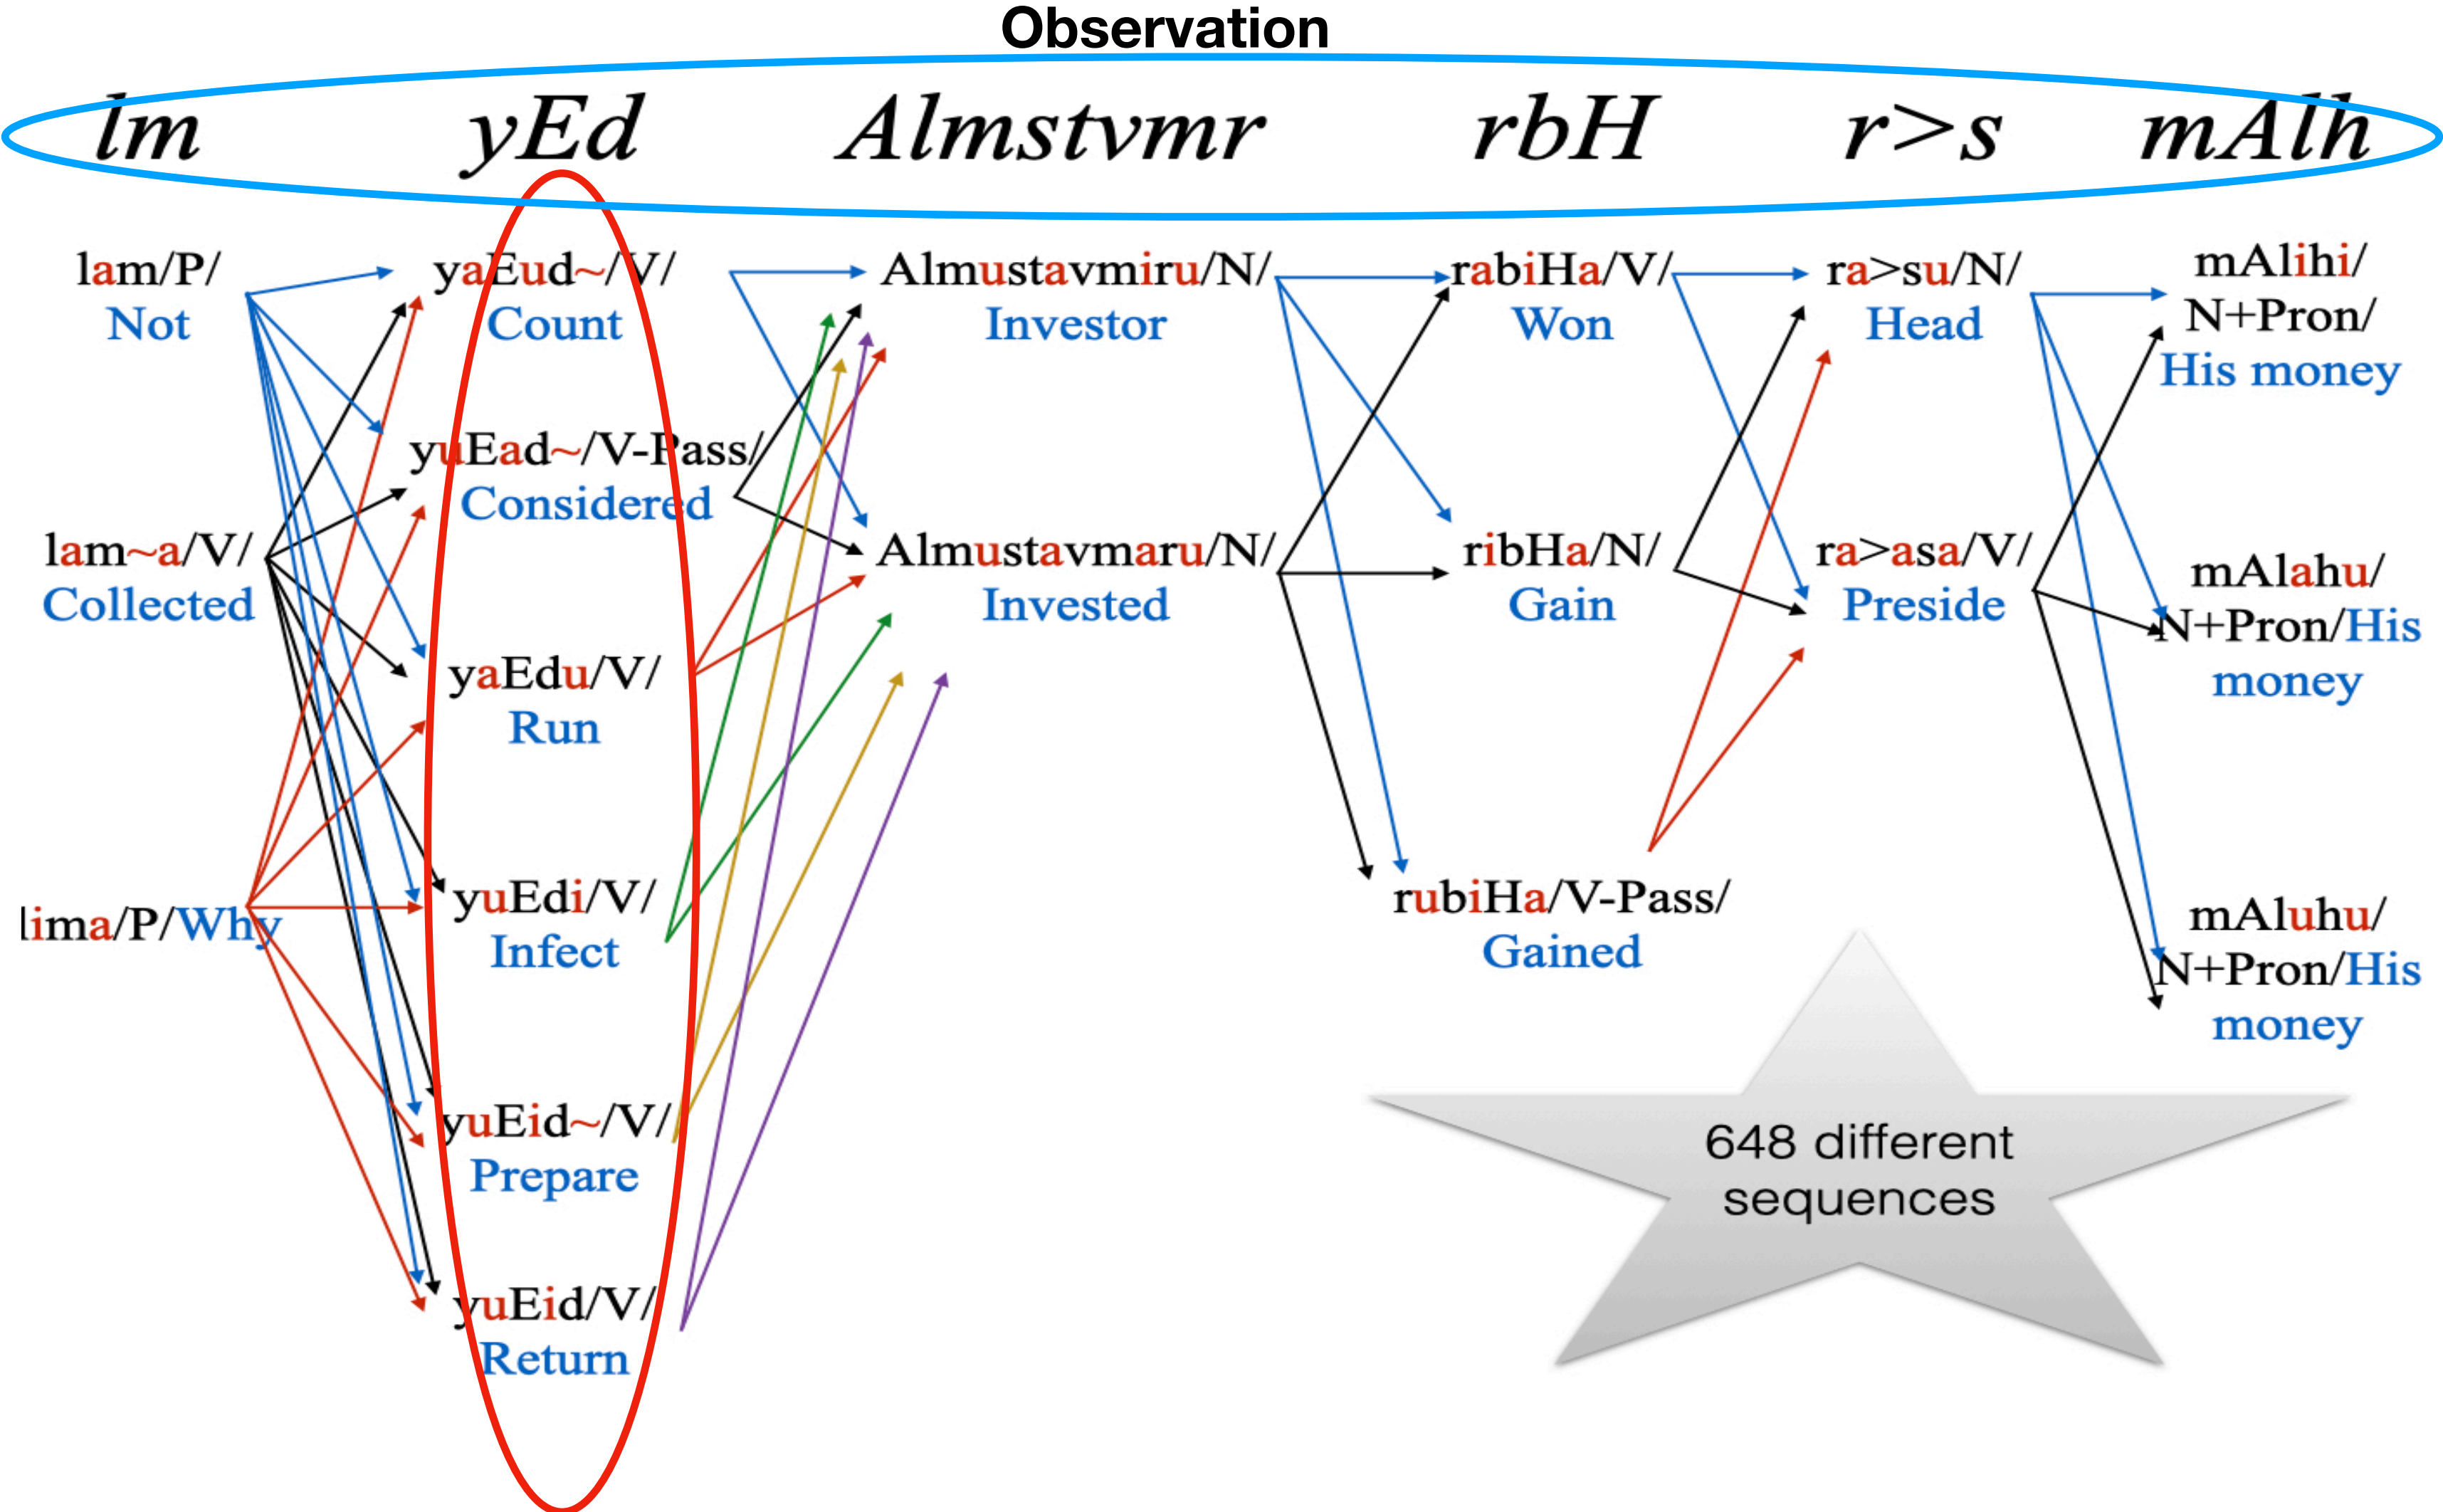 Observation
lm yEd Almstvmr rbH r>s mAlh
lam/P/
Not
lam~a/V/
Collected
lima/P/Why
yaEud~/V/
Count
yuEad~/V-Pass/
Considered
yaEdu/V/
Run
yuEdi/V/
Infect
yuEid~/V/
Prepare
yuEid/V/
Return
Almustavmiru/N/
Investor
Almustavmaru/N/
Invested
rabiHa/V/
Won
ribHa/N/
Gain
rubiHa/V-Pass/
Gained
ra>su/N/
Head
ra>asa/V/
Preside
mAlihi/
N+Pron/
His money
mAlahu/
N+Pron/His
money
mAluhu/
N+Pron/His
money
648 different
sequences